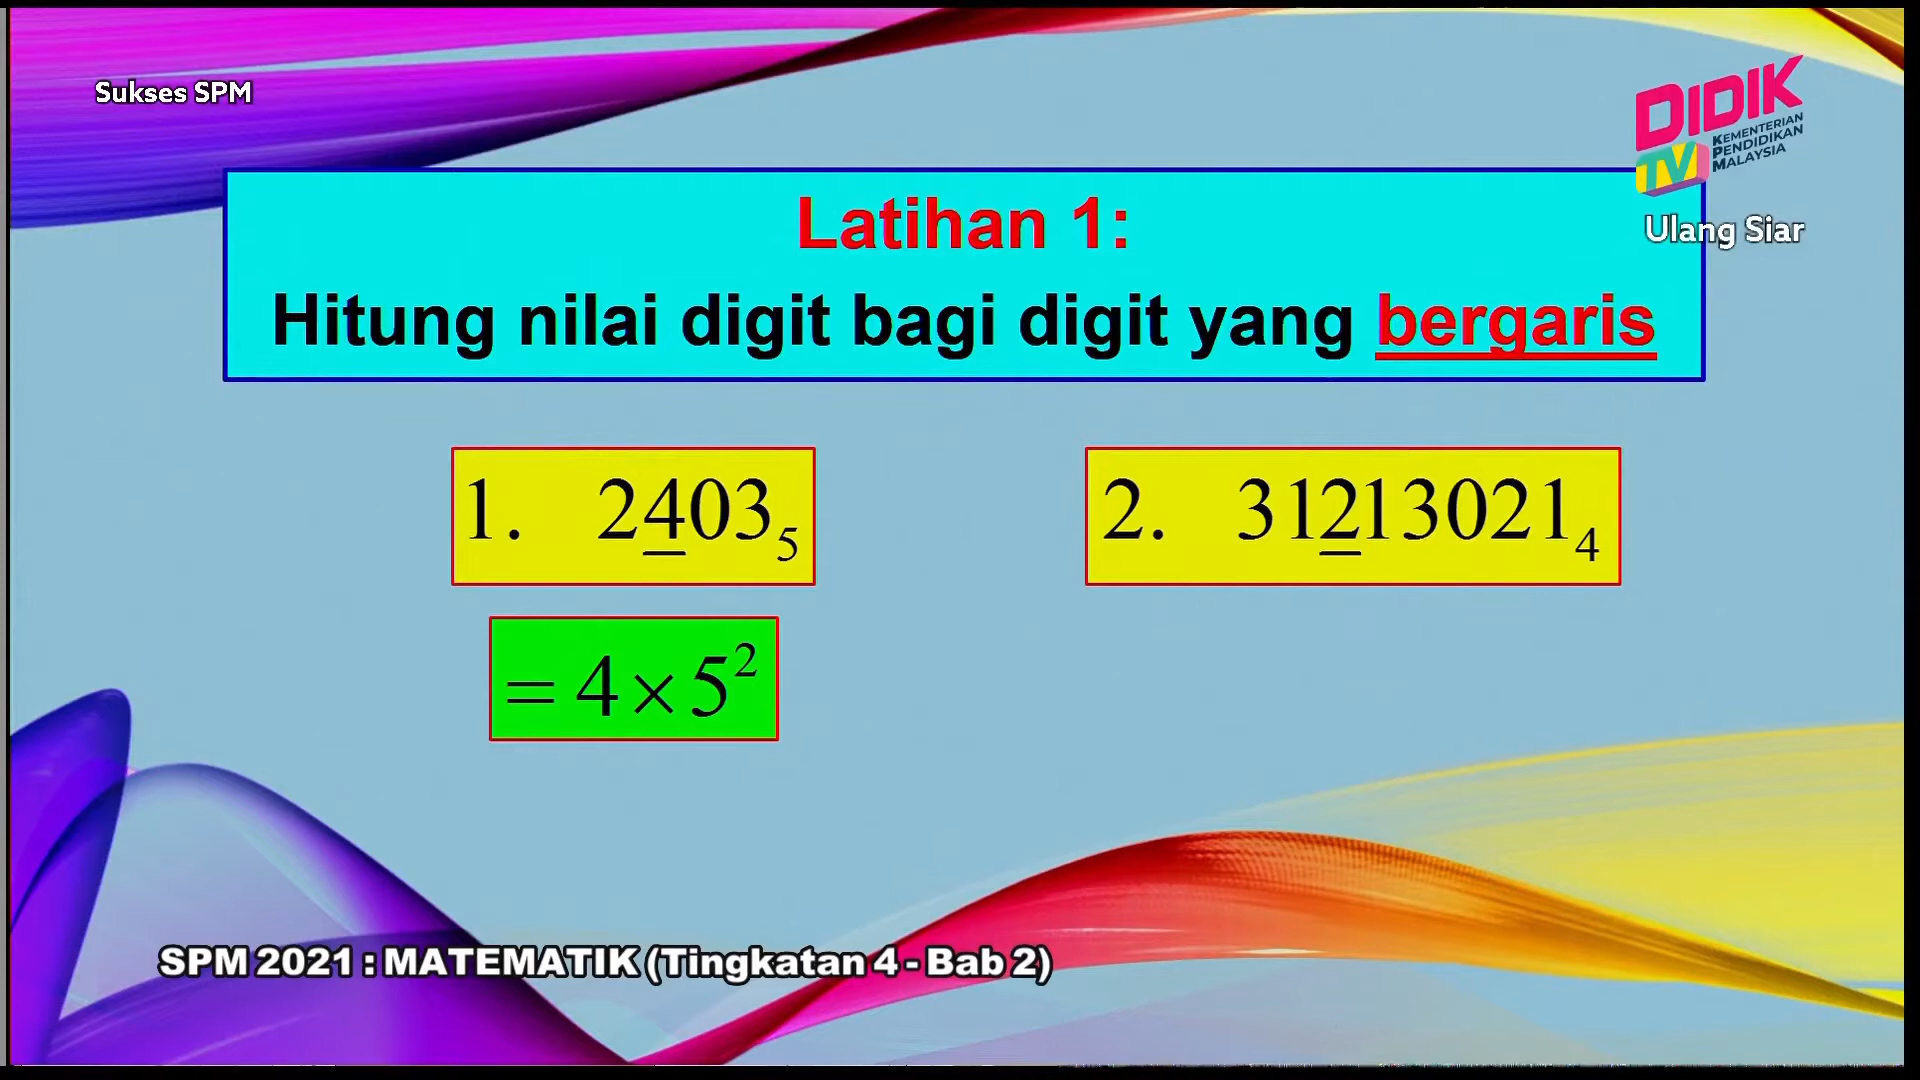 Sukses SPM
DIDIK
TV
KEMENTERIAN
PENDIDIKAN
MALAYSIA
Ulang Siar
Latihan 1:
Hitung nilai digit bagi digit yang bergaris
1. 2403₅
2. 31213021₄
= 4×5²
SPM 2021 : MATEMATIK (Tingkatan 4 - Bab 2)